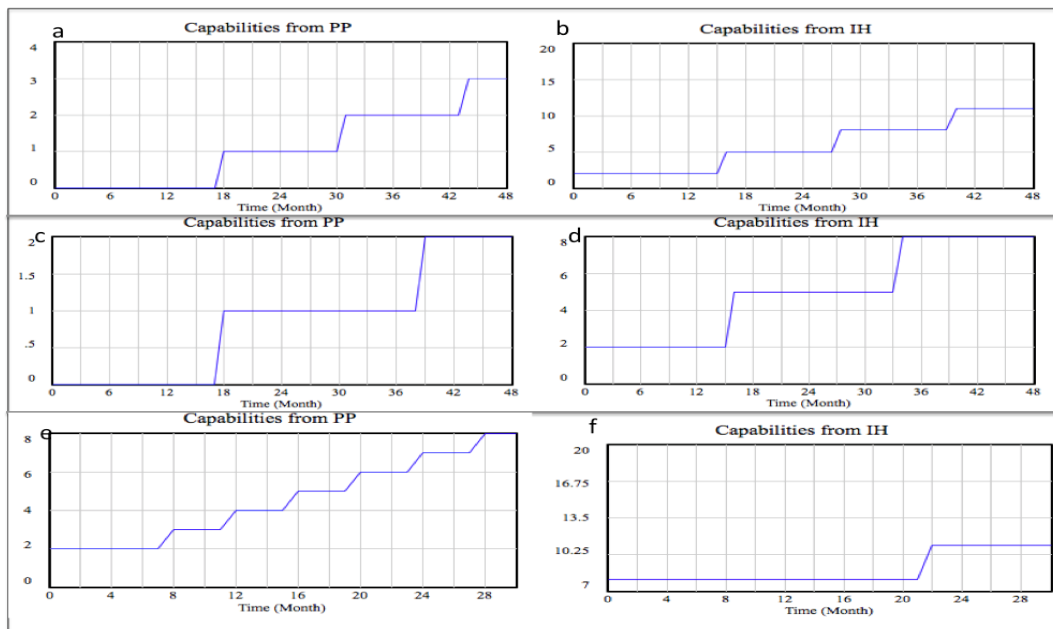 a
Capabilities from PP
4
3
2
1
0
0 6 12 18 24 30 36 42 48
Time (Month)
b
Capabilities from IH
20
15
10
5
0
0 6 12 18 24 30 36 42 48
Time (Month)
c
Capabilities from PP
2
1.5
1
.5
0
0 6 12 18 24 30 36 42 48
Time (Month)
d
Capabilities from IH
8
6
4
2
0
0 6 12 18 24 30 36 42 48
Time (Month)
e
Capabilities from PP
8
6
4
2
0
0 4 8 12 16 20 24 28
Time (Month)
f
Capabilities from IH
20
16.75
13.5
10.25
7
0 4 8 12 16 20 24 28
Time (Month)